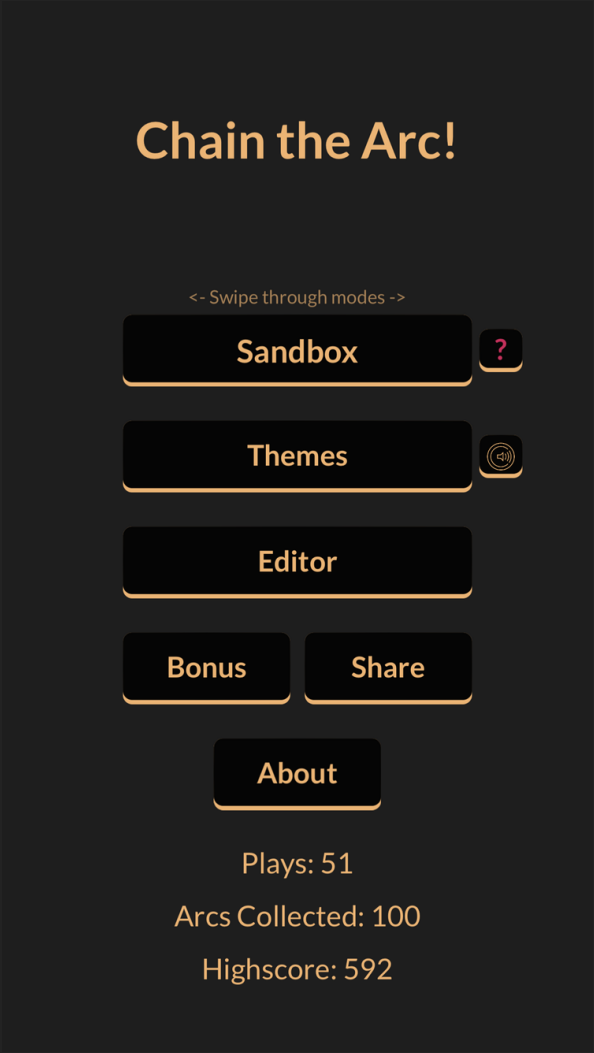 Chain the Arc!
<- Swipe through modes ->
Sandbox
?
Themes
Editor
Bonus
Share
About
Plays: 51
Arcs Collected: 100
Highscore: 592